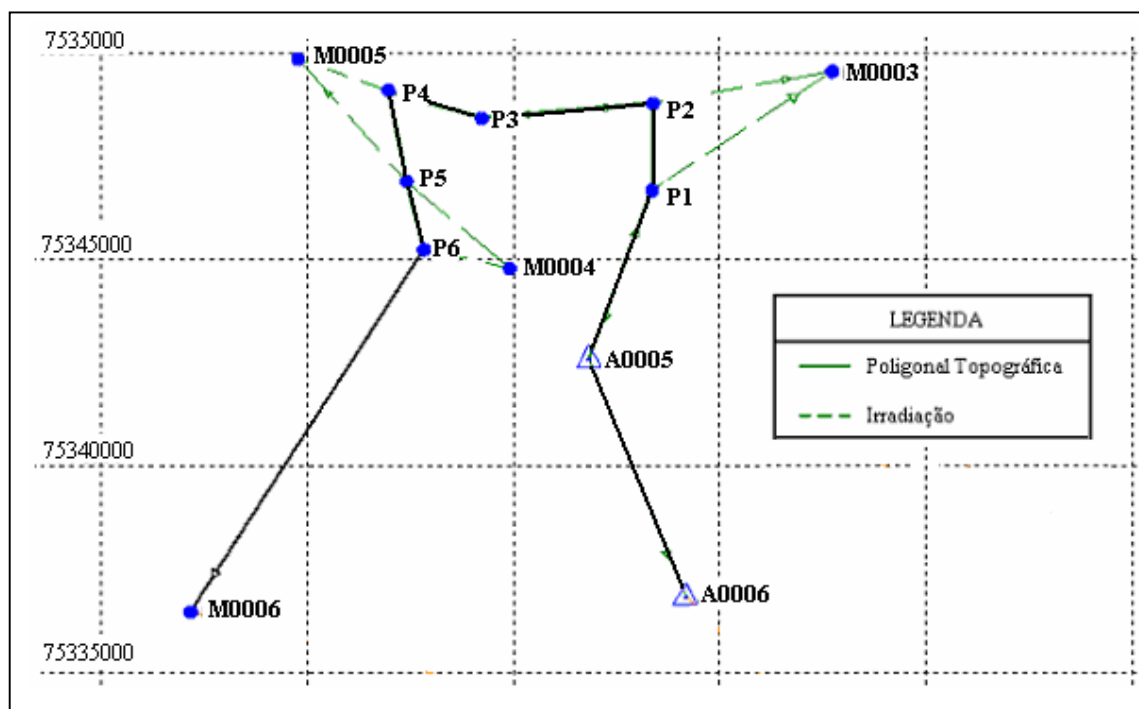 7535000
M0005
M0003
P4
P2
P3
P5
P1
75345000
P6
M0004
LEGENDA
A0005
Poligonal Topográfica
Irradiação
75340000
A0006
M0006
75335000